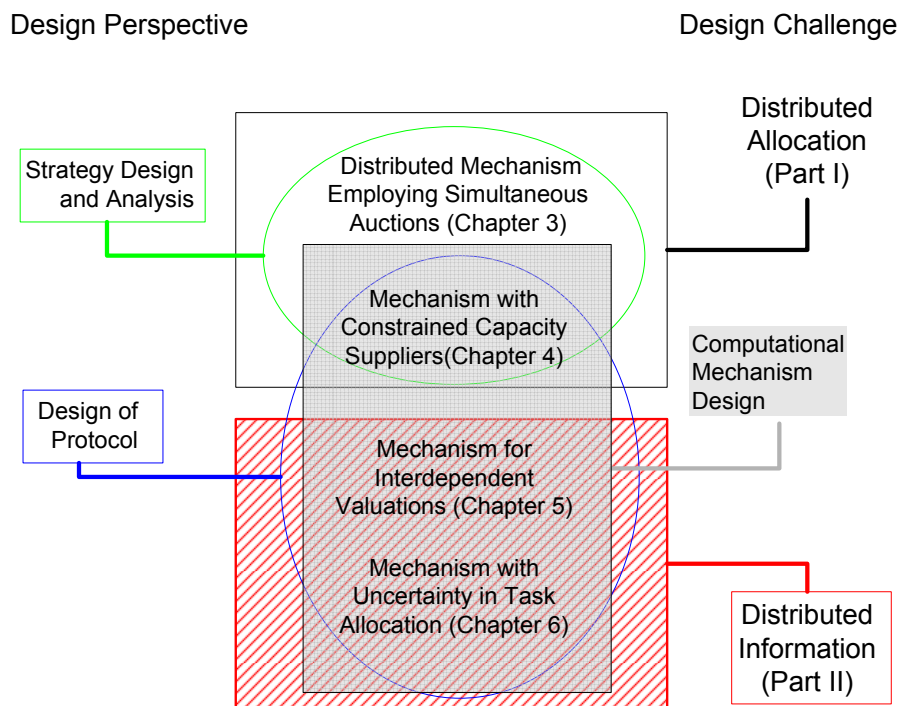 Design Perspective
Design Challenge
Distributed
Allocation
(Part I)
Strategy Design
and Analysis
Distributed Mechanism
Employing Simultaneous
Auctions (Chapter 3)
Mechanism with
Constrained Capacity
Suppliers(Chapter 4)
Computational
Mechanism
Design
Design of
Protocol
Mechanism for
Interdependent
Valuations (Chapter 5)
Mechanism with
Uncertainty in Task
Allocation (Chapter 6)
Distributed
Information
(Part II)